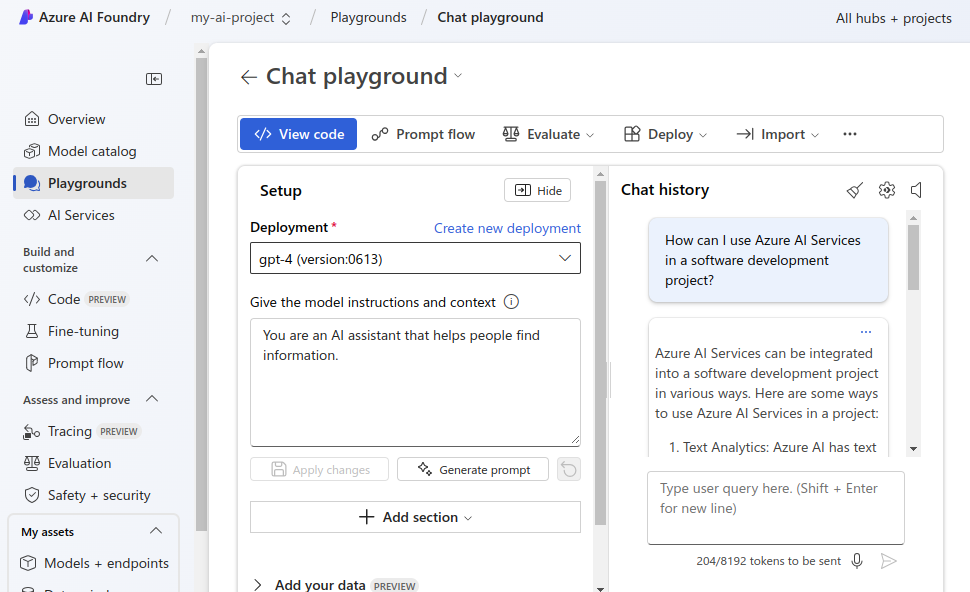 Azure AI Foundry / my-ai-project / Playgrounds / Chat playground All hubs + projects
Overview
Model catalog
Playgrounds
AI Services
Build and
customize
Code PREVIEW
Fine-tuning
Prompt flow
Assess and improve
Tracing PREVIEW
Evaluation
Safety + security
My assets
Models + endpoints
Chat playground
View code Prompt flow Evaluate Deploy Import ...
Setup Hide
Deployment * Create new deployment
gpt-4 (version:0613)
Give the model instructions and context
You are an AI assistant that helps people find
information.
Apply changes Generate prompt
Add section
Add your data PREVIEW
Chat history
How can I use Azure AI Services
in a software development
project?
...
Azure AI Services can be integrated
into a software development project
in various ways. Here are some ways
to use Azure AI Services in a project:
1. Text Analytics: Azure AI has text
Type user query here. (Shift + Enter
for new line)
204/8192 tokens to be sent